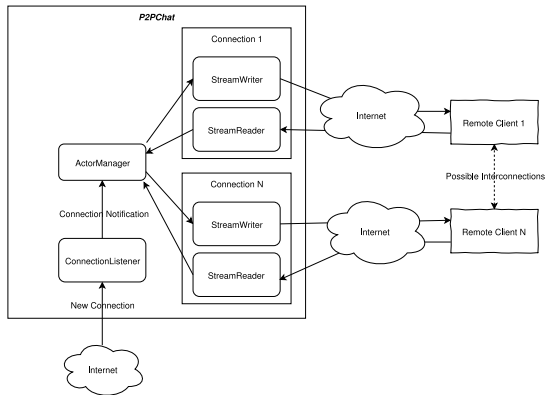 P2PChat
Connection 1
StreamWriter
StreamReader
Internet
Remote Client 1
ActorManager
Possible Interconnections
Connection N
Connection Notification
StreamWriter
Internet
Remote Client N
ConnectionListener
StreamReader
New Connection
Internet